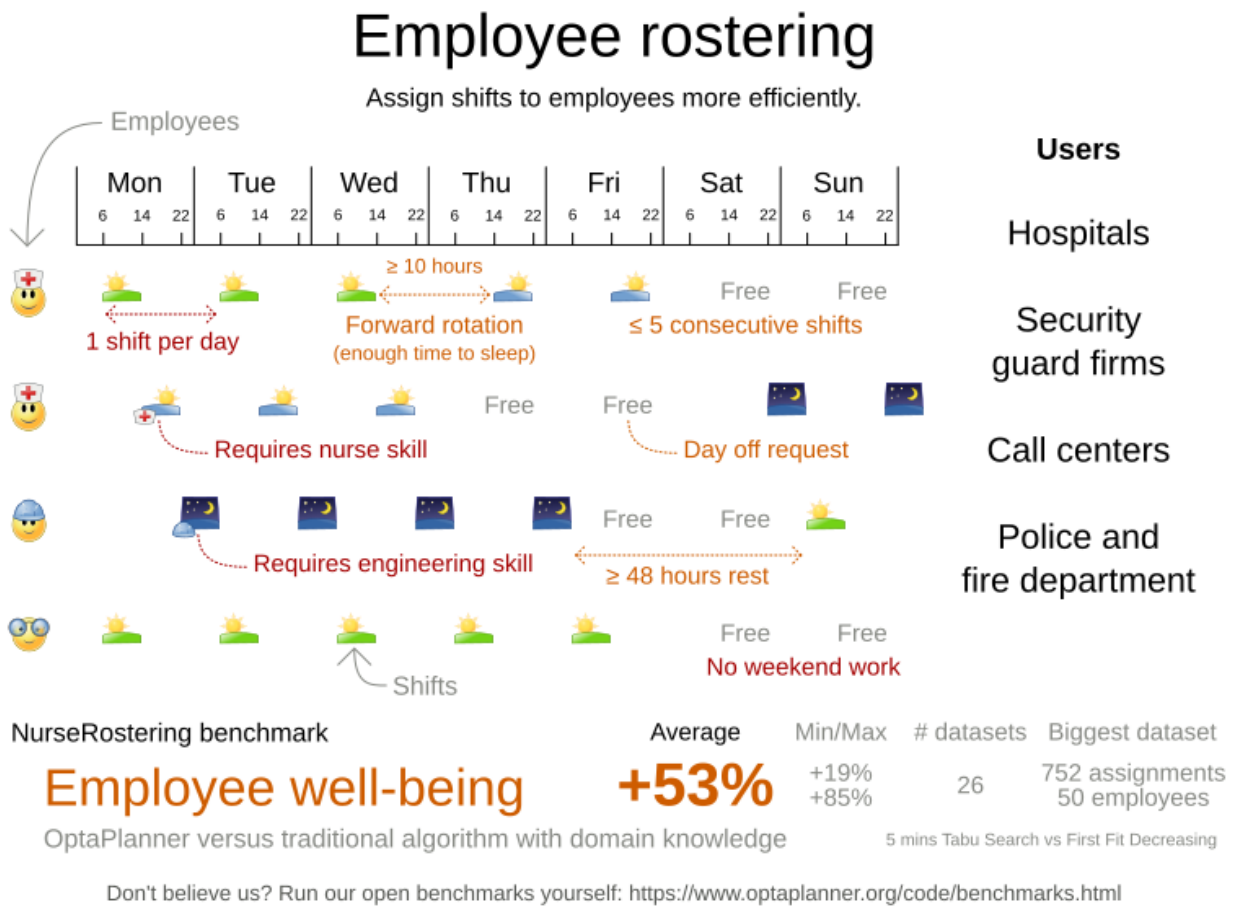 Employee rostering
Assign shifts to employees more efficiently.
Employees
Users
Mon Tue Wed Thu Fri Sat Sun
6 14 22 6 14 22 6 14 22 6 14 22 6 14 22 6 14 22 6 14 22
Hospitals
≥ 10 hours
Free Free
1 shift per day
Forward rotation
(enough time to sleep)
≤ 5 consecutive shifts
Security
guard firms
Free Free
Requires nurse skill
Day off request
Call centers
Free Free
Requires engineering skill
≥ 48 hours rest
Police and
fire department
Free Free
No weekend work
Shifts
NurseRostering benchmark
Average Min/Max # datasets Biggest dataset
Employee well-being
+53%
+19%
+85%
26
752 assignments
50 employees
OptaPlanner versus traditional algorithm with domain knowledge
5 mins Tabu Search vs First Fit Decreasing
Don't believe us? Run our open benchmarks yourself: https://www.optaplanner.org/code/benchmarks.html